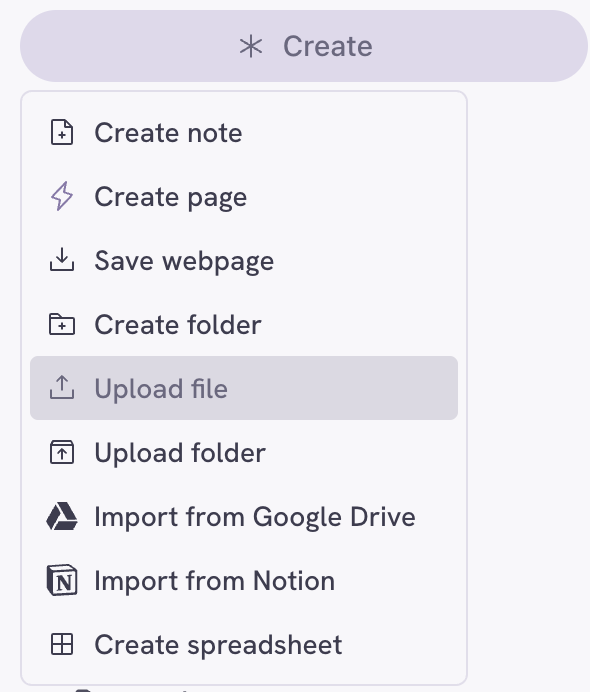 Create
Create note
Create page
Save webpage
Create folder
Upload file
Upload folder
Import from Google Drive
Import from Notion
Create spreadsheet